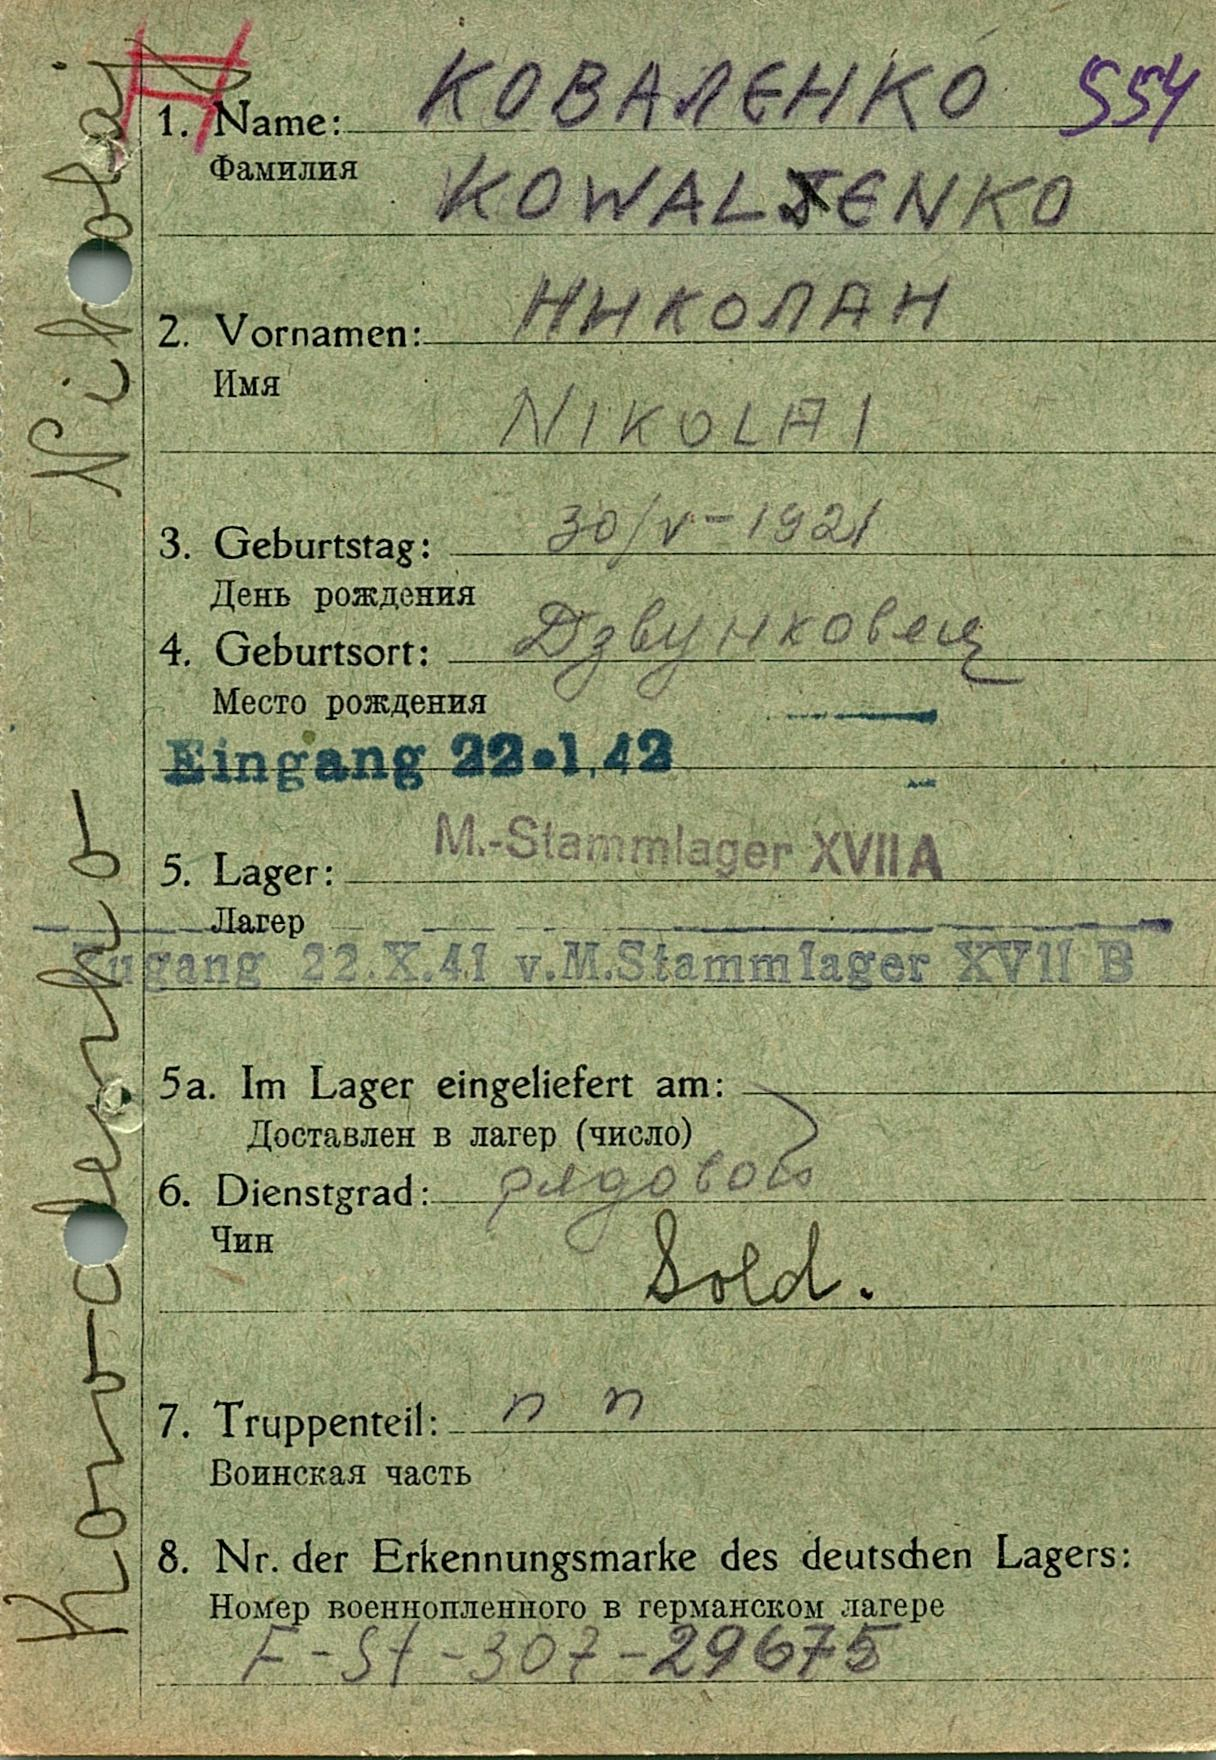 554
1. Name: КОВАЛЕНКО
Фамилия
KOWALENKO
2. Vornamen: НИКОЛАН
Имя
NIKOLAI
3. Geburtstag: 30/V-1921
День рождения
4. Geburtsort: Дзвунковец
Место рождения
Eingang 22.1.42
M.-Stammlager XVII A
5. Lager:
Лагер
Zugang 22.X.41 v.M.Stammlager XVII B
5a. Im Lager eingeliefert am:
Доставлен в лагер (число)
6. Dienstgrad: рядовой
Чин
Sold.
7. Truppenteil: п п
Воинская часть
8. Nr. der Erkennungsmarke des deutschen Lagers:
Номер военнопленного в германском лагере
F-St-307-29675
Kowalenko Nikolaj